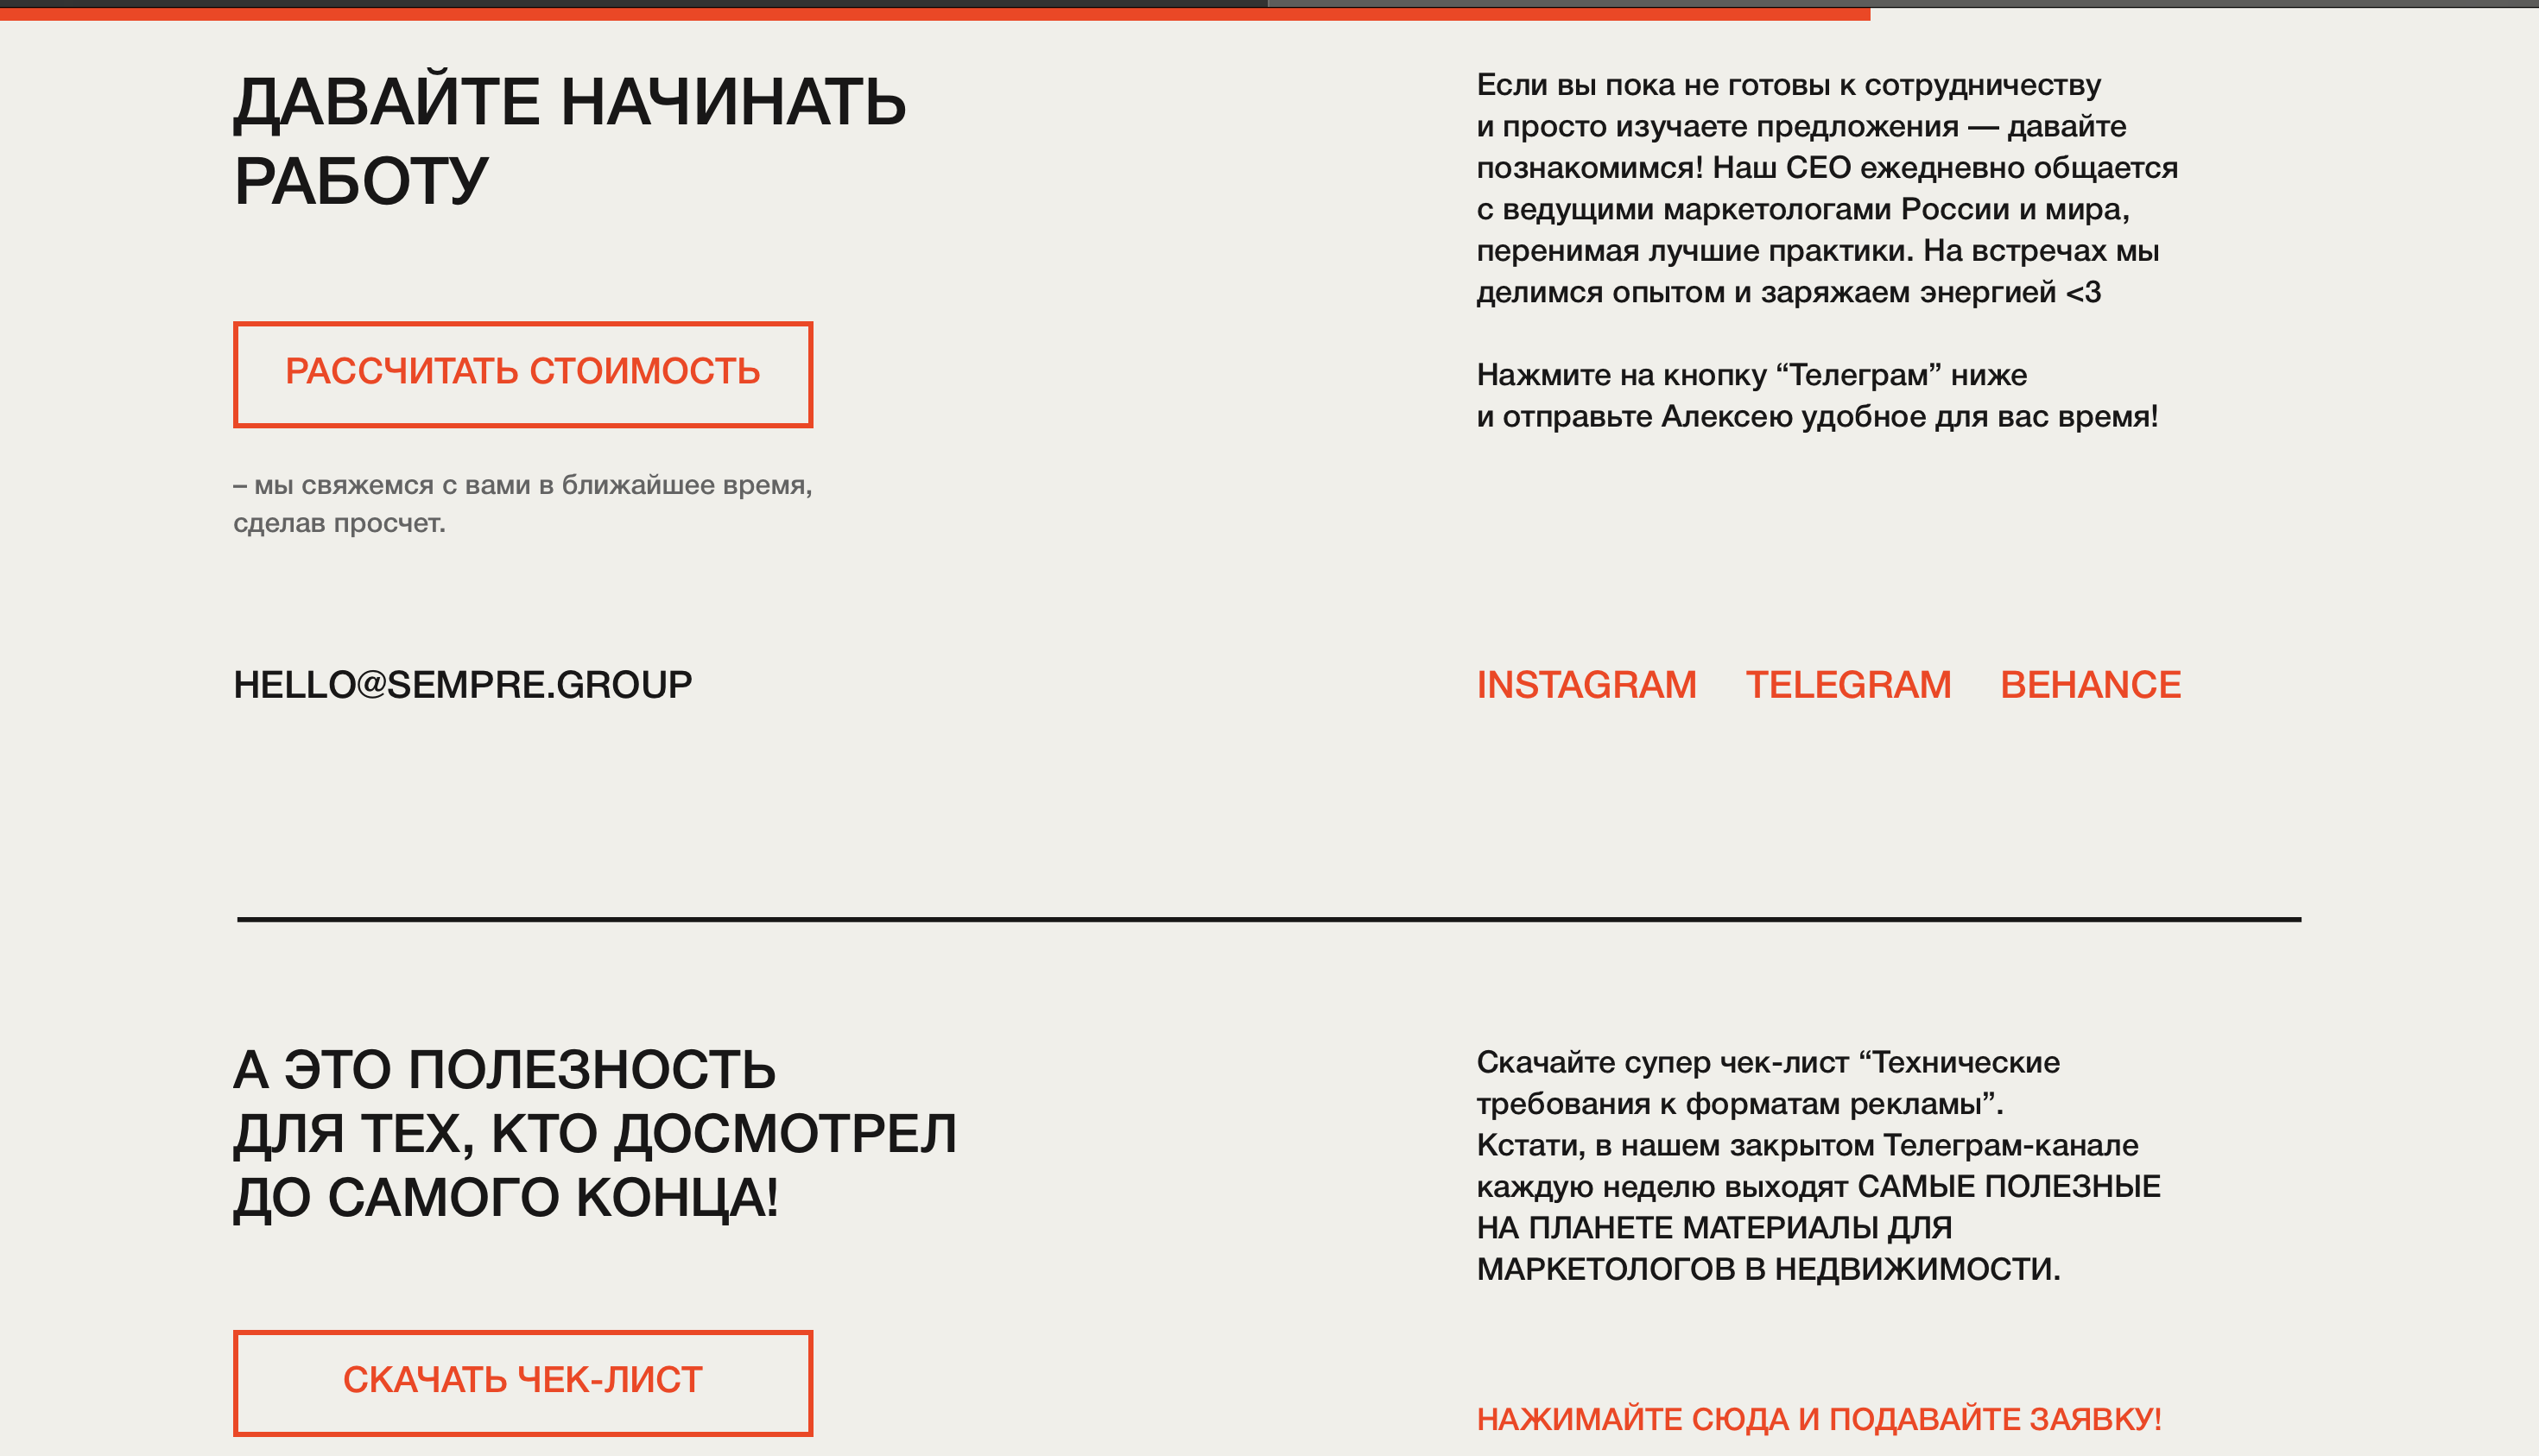 ДАВАЙТЕ НАЧИНАТЬ
РАБОТУ
РАССЧИТАТЬ СТОИМОСТЬ
– мы свяжемся с вами в ближайшее время,
сделав просчет.
Если вы пока не готовы к сотрудничеству
и просто изучаете предложения — давайте
познакомимся! Наш CEO ежедневно общается
с ведущими маркетологами России и мира,
перенимая лучшие практики. На встречах мы
делимся опытом и заряжаем энергией <3
Нажмите на кнопку “Телеграм” ниже
и отправьте Алексею удобное для вас время!
HELLO@SEMPRE.GROUP
INSTAGRAM TELEGRAM BEHANCE
А ЭТО ПОЛЕЗНОСТЬ
ДЛЯ ТЕХ, КТО ДОСМОТРЕЛ
ДО САМОГО КОНЦА!
СКАЧАТЬ ЧЕК-ЛИСТ
Скачайте супер чек-лист “Технические
требования к форматам рекламы”.
Кстати, в нашем закрытом Телеграм-канале
каждую неделю выходят САМЫЕ ПОЛЕЗНЫЕ
НА ПЛАНЕТЕ МАТЕРИАЛЫ ДЛЯ
МАРКЕТОЛОГОВ В НЕДВИЖИМОСТИ.
НАЖИМАЙТЕ СЮДА И ПОДАВАЙТЕ ЗАЯВКУ!